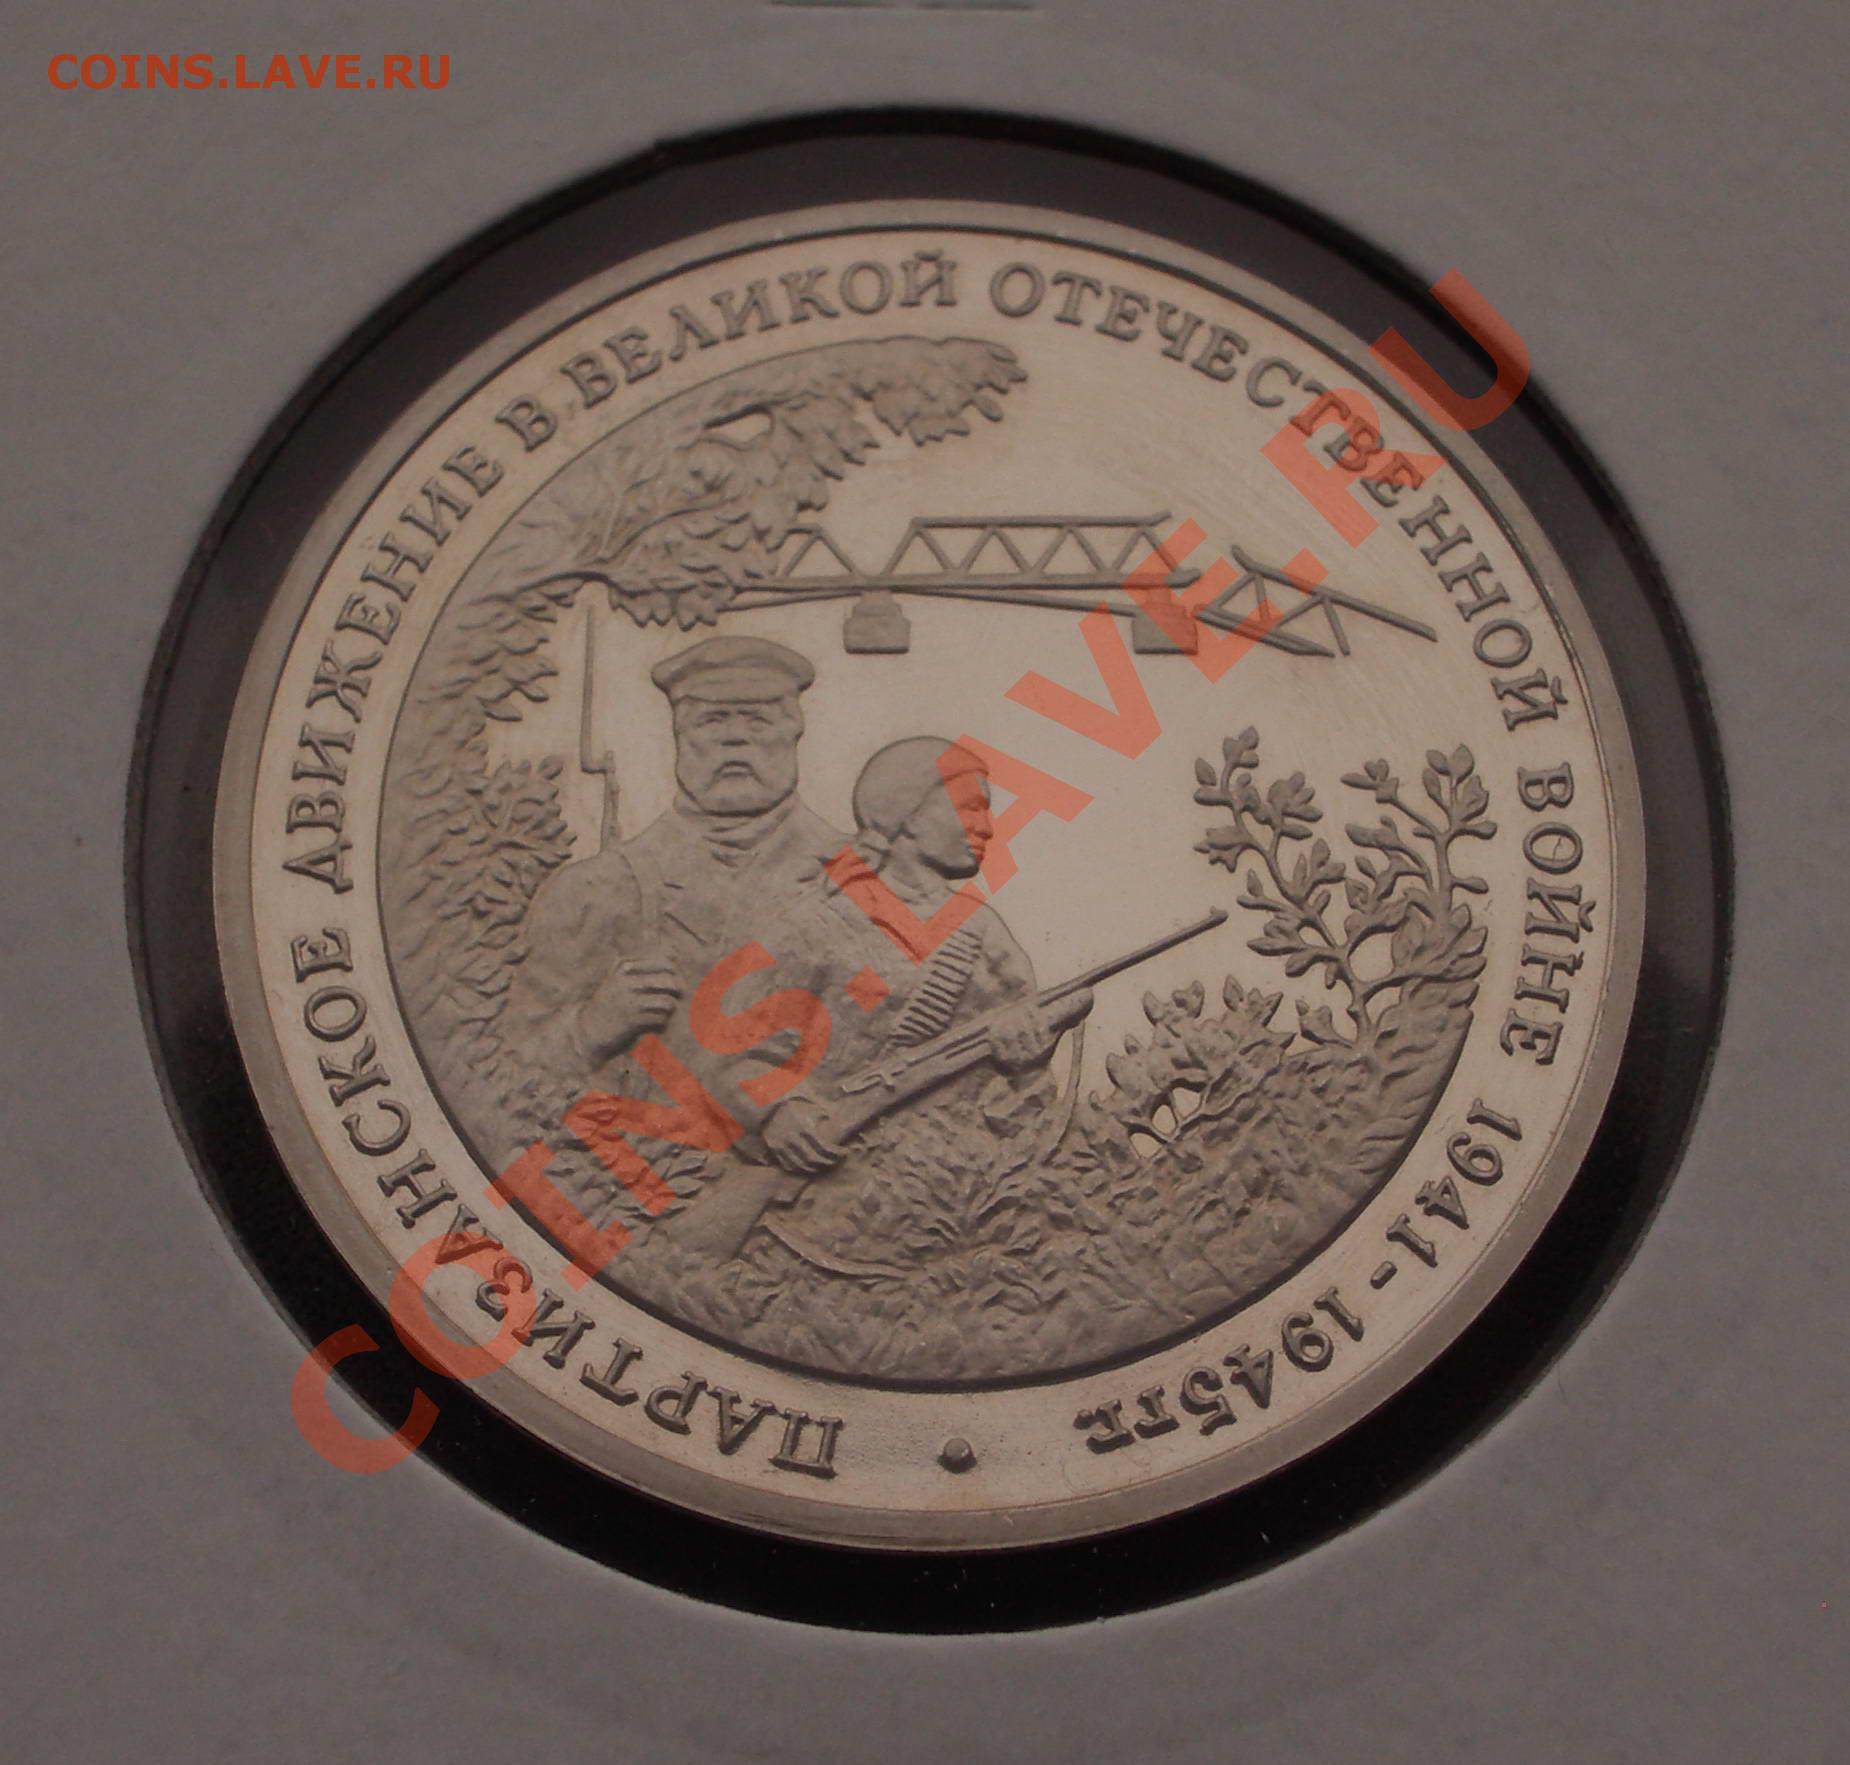 COINS.LAVE.RU
ПАРТИЗАНСКОЕ ДВИЖЕНИЕ В ВЕЛИКОЙ ОТЕЧЕСТВЕННОЙ ВОЙНЕ 1941-1945гг.
COINS.LAVE.RU